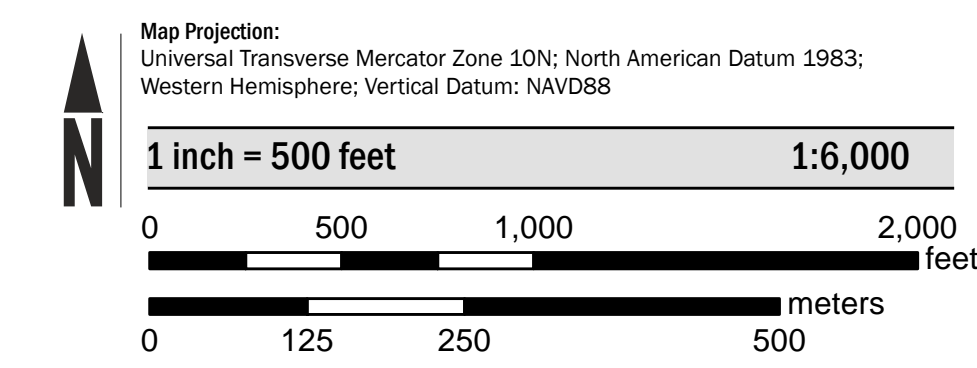 Map Projection:
Universal Transverse Mercator Zone 10N; North American Datum 1983;
Western Hemisphere; Vertical Datum: NAVD88
N
1 inch = 500 feet 1:6,000
0 500 1,000 2,000
feet
meters
0 125 250 500